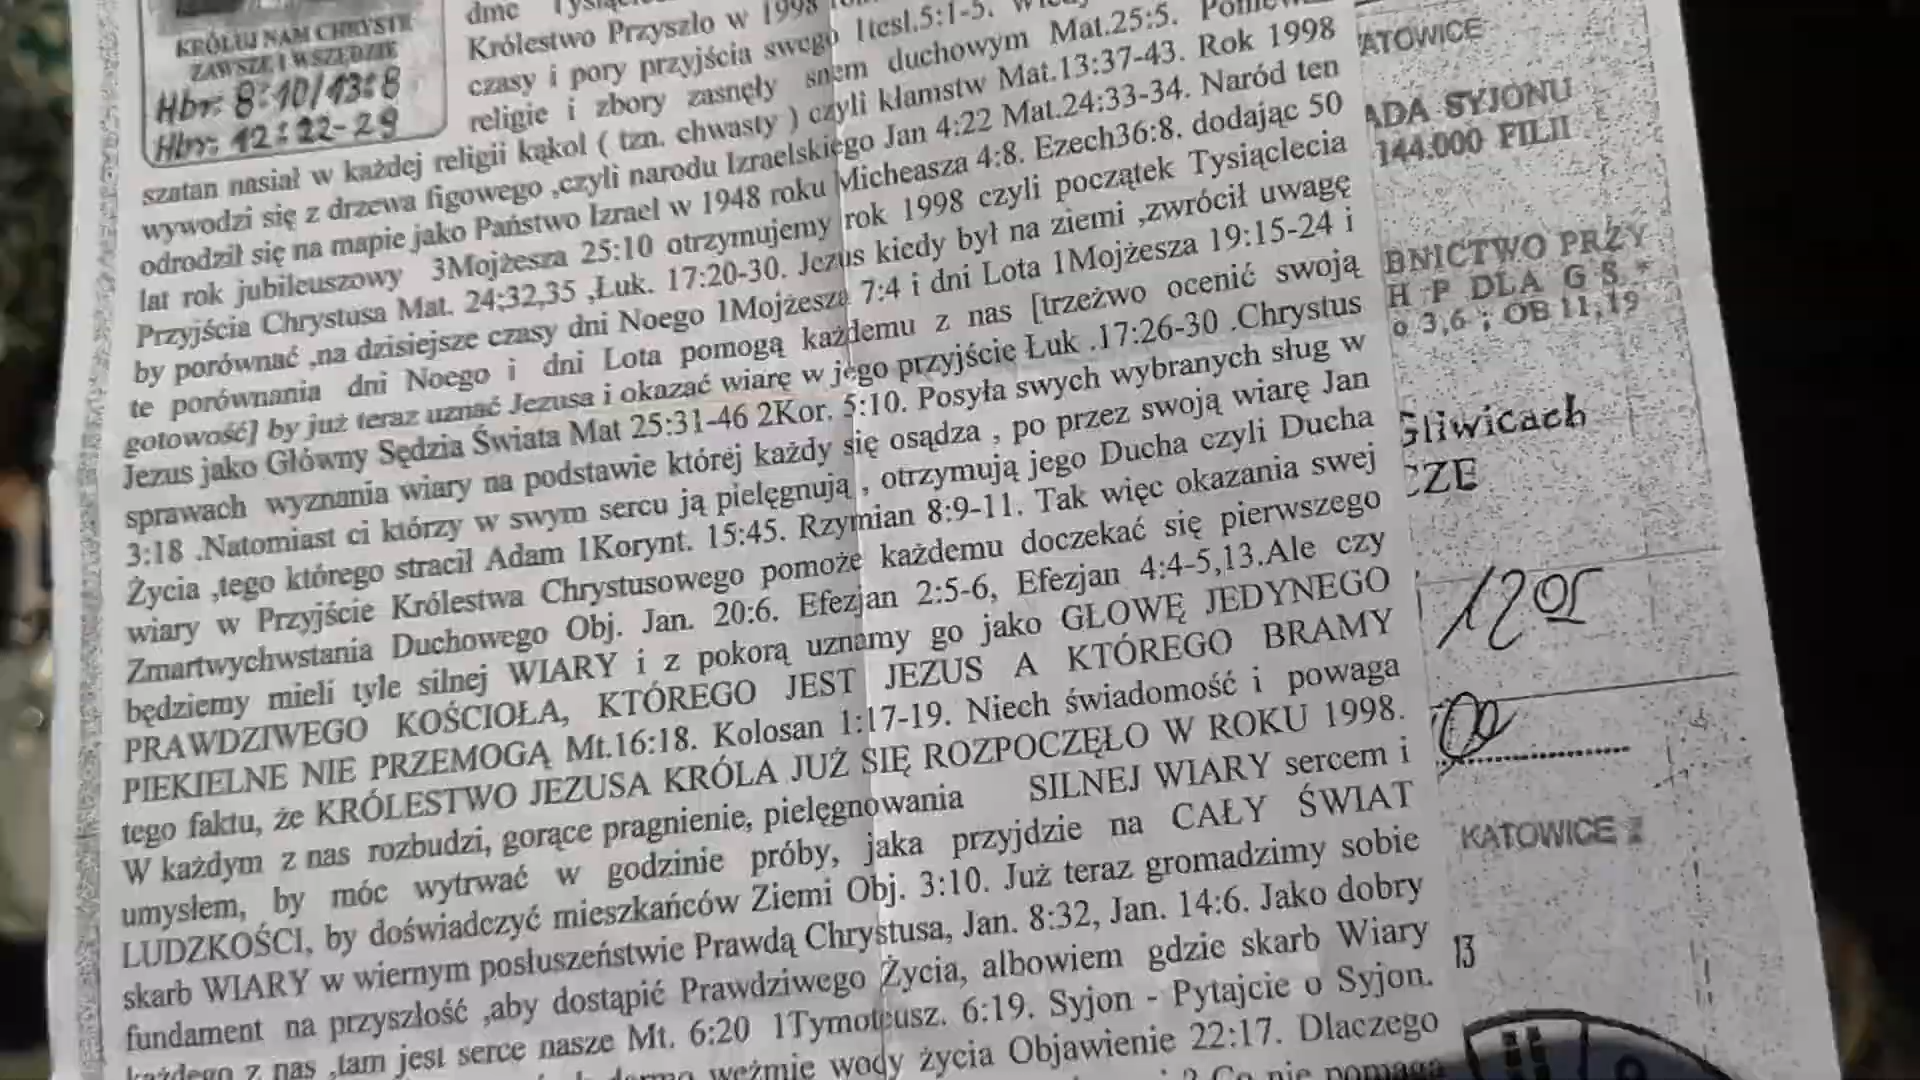 KRÓLUJ NAM CHRYSTE
ZAWSZE I WSZĘDZIE
Hbr: 8:10/13:8
Hbr: 12:22-29
Królestwo Przyszło w 1998
czasy i pory przyjścia swego 1tesl.5:1-5.
religie i zbory zasnęły snem duchowym Mat.25:5.
szatan nasiał w każdej religii kąkol ( tzn. chwasty ) czyli kłamstw Mat.13:37-43. Rok 1998
wywodzi się z drzewa figowego ,czyli narodu Izraelskiego Jan 4:22 Mat.24:33-34. Naród ten
odrodził się na mapie jako Państwo Izrael w 1948 roku Micheasza 4:8. Ezech36:8. dodając 50
lat rok jubileuszowy 3Mojżesza 25:10 otrzymujemy rok 1998 czyli początek Tysiąclecia
Przyjścia Chrystusa Mat. 24:32,35 ,Łuk. 17:20-30. Jezus kiedy był na ziemi ,zwrócił uwagę
by porównać ,na dzisiejsze czasy dni Noego 1Mojżesza 7:4 i dni Lota 1Mojżesza 19:15-24 i
te porównania dni Noego i dni Lota pomogą każdemu z nas [trzeźwo ocenić swoją
gotowość] by już teraz uznać Jezusa i okazać wiarę w jego przyjście Łuk .17:26-30 .Chrystus
Jezus jako Główny Sędzia Świata Mat 25:31-46 2Kor. 5:10. Posyła swych wybranych sług w
sprawach wyznania wiary na podstawie której każdy się osądza , po przez swoją wiarę Jan
3:18 .Natomiast ci którzy w swym sercu ją pielęgnują , otrzymują jego Ducha czyli Ducha
Życia ,tego którego stracił Adam 1Korynt. 15:45. Rzymian 8:9-11. Tak więc okazania swej
wiary w Przyjście Królestwa Chrystusowego pomoże każdemu doczekać się pierwszego
Zmartwychwstania Duchowego Obj. Jan. 20:6. Efezjan 2:5-6, Efezjan 4:4-5,13.Ale czy
będziemy mieli tyle silnej WIARY i z pokorą uznamy go jako GŁOWĘ JEDYNEGO
PRAWDZIWEGO KOŚCIOŁA, KTÓREGO JEST JEZUS A KTÓREGO BRAMY
PIEKIELNE NIE PRZEMOGĄ Mt.16:18. Kolosan 1:17-19. Niech świadomość i powaga
tego faktu, że KRÓLESTWO JEZUSA KRÓLA JUŻ SIĘ ROZPOCZĘŁO W ROKU 1998.
W każdym z nas rozbudzi, gorące pragnienie, pielęgnowania SILNEJ WIARY sercem i
umysłem, by móc wytrwać w godzinie próby, jaka przyjdzie na CAŁY ŚWIAT
LUDZKOŚCI, by doświadczyć mieszkańców Ziemi Obj. 3:10. Już teraz gromadzimy sobie
skarb WIARY w wiernym posłuszeństwie Prawdą Chrystusa, Jan. 8:32, Jan. 14:6. Jako dobry
fundament na przyszłość ,aby dostąpić Prawdziwego Życia, albowiem gdzie skarb Wiary
każdego z nas ,tam jest serce nasze Mt. 6:20 1Tymoteusz. 6:19. Syjon - Pytajcie o Syjon.
weźmie wody życia Objawienie 22:17. Dlaczego
? Co nie pomaga
ATOWICE
ADA SYJONU
144.000 FILII
BNICTWO PRZY
H P DLA G S.
o 3,6 ; OB 11,19
Gliwicach
CZE
KATOWICE 2
13